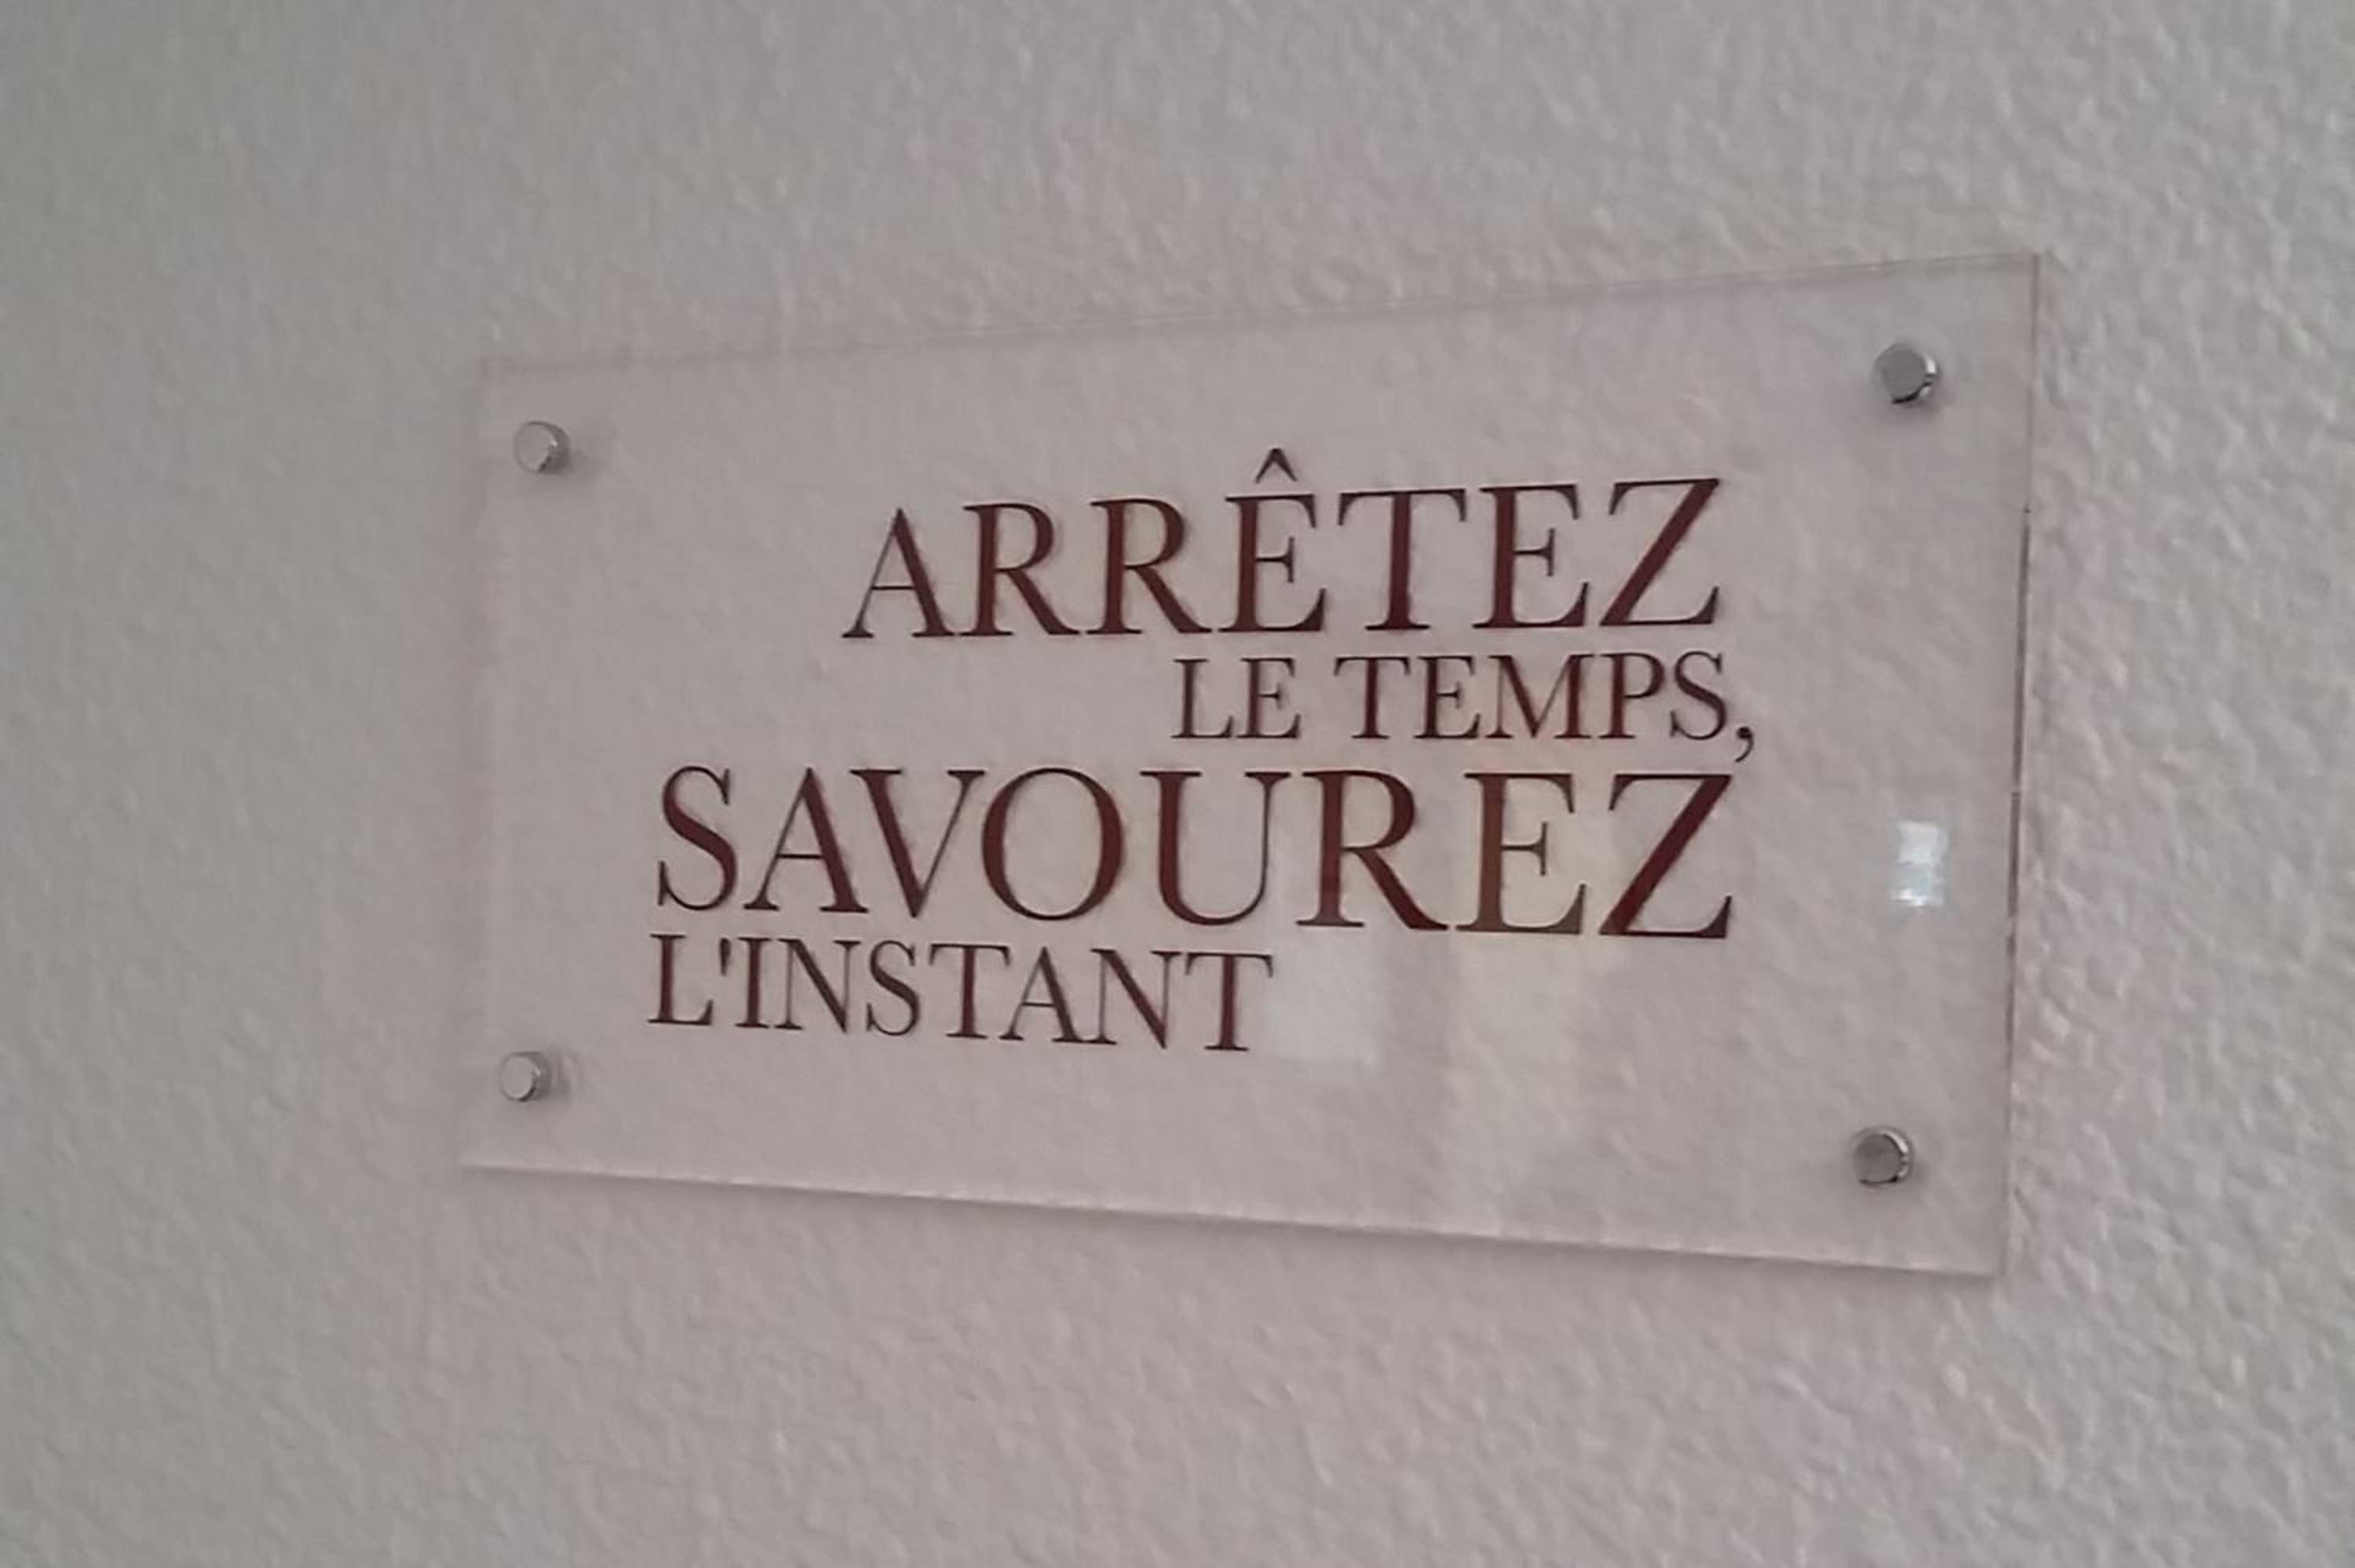 ARRÊTEZ
LE TEMPS,
SAVOUREZ
L'INSTANT